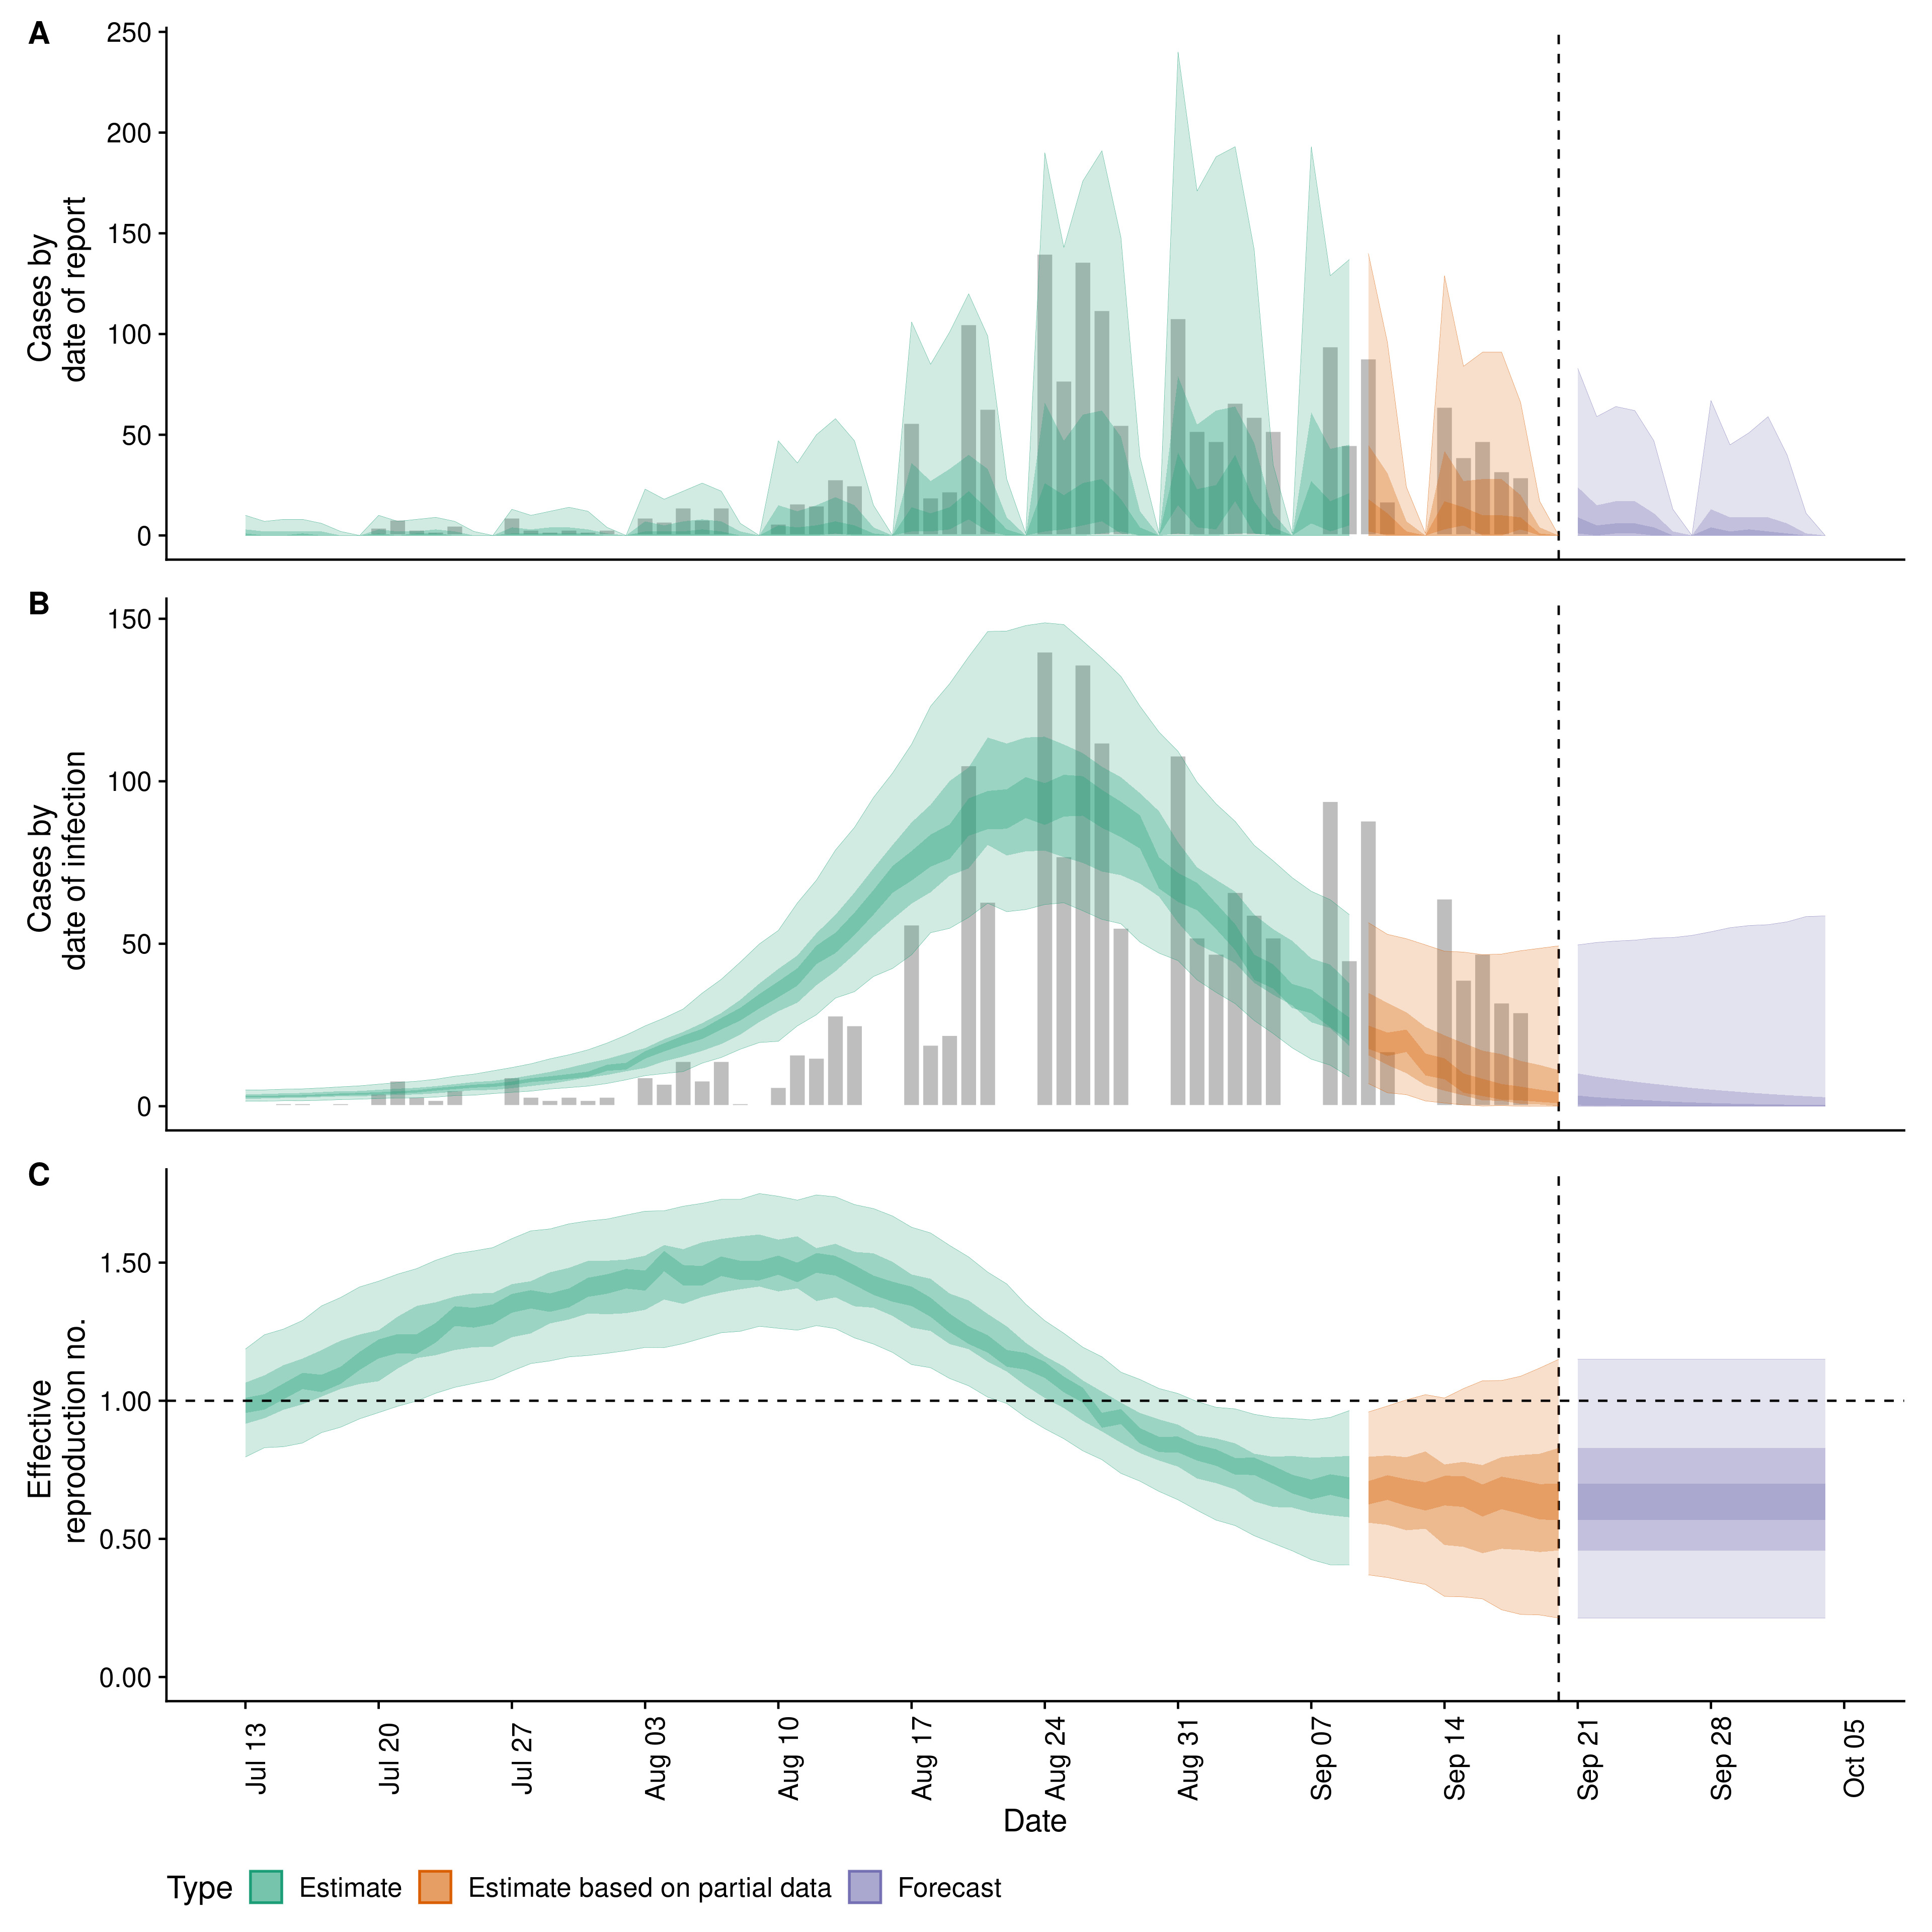 A
250
200
150
100
50
0
Cases by
date of report
B
150
100
50
0
Cases by
date of infection
C
1.50
1.00
0.50
0.00
Effective
reproduction no.
Jul 13
Jul 20
Jul 27
Aug 03
Aug 10
Aug 17
Aug 24
Aug 31
Sep 07
Sep 14
Sep 21
Sep 28
Oct 05
Date
Type Estimate Estimate based on partial data Forecast